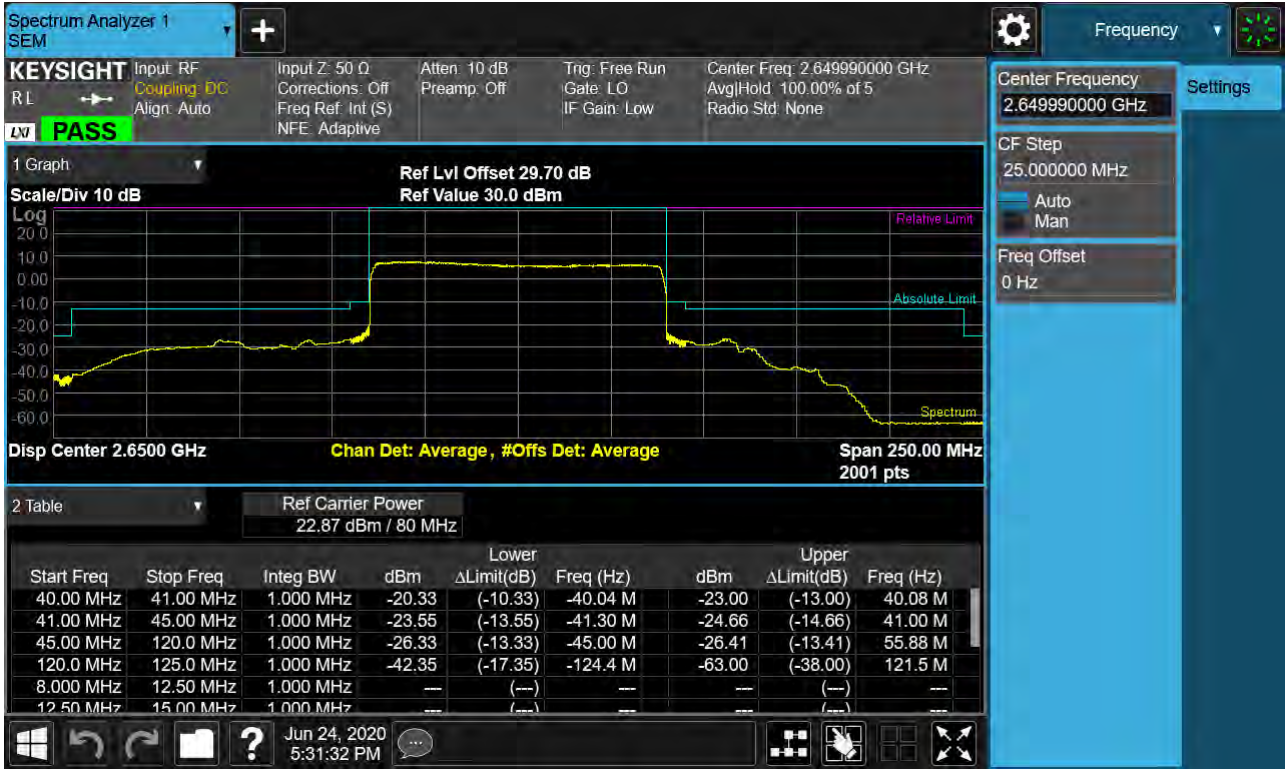 Spectrum Analyzer 1
SEM
+
Frequency
KEYSIGHT
Input: RF
Input Z: 50 Ω
Atten: 10 dB
Trig: Free Run
Center Freq: 2.649990000 GHz
RL
Coupling: DC
Corrections: Off
Preamp: Off
Gate: LO
Avg|Hold: 100.00% of 5
Align: Auto
Freq Ref: Int (S)
IF Gain: Low
Radio Std: None
NFE: Adaptive
LXI
PASS
Center Frequency
2.649990000 GHz
Settings
CF Step
25.000000 MHz
Auto
Man
Freq Offset
0 Hz
1 Graph
Ref Lvl Offset 29.70 dB
Scale/Div 10 dB
Ref Value 30.0 dBm
Log
Relative Limit
20.0
10.0
0.00
-10.0
Absolute Limit
-20.0
-30.0
-40.0
-50.0
-60.0
Spectrum
Disp Center 2.6500 GHz
Chan Det: Average, #Offs Det: Average
Span 250.00 MHz
2001 pts
2 Table
Ref Carrier Power
22.87 dBm / 80 MHz
Lower Upper
Start Freq Stop Freq Integ BW dBm ΔLimit(dB) Freq (Hz) dBm ΔLimit(dB) Freq (Hz)
40.00 MHz 41.00 MHz 1.000 MHz -20.33 (-10.33) -40.04 M -23.00 (-13.00) 40.08 M
41.00 MHz 45.00 MHz 1.000 MHz -23.55 (-13.55) -41.30 M -24.66 (-14.66) 41.00 M
45.00 MHz 120.0 MHz 1.000 MHz -26.33 (-13.33) -45.00 M -26.41 (-13.41) 55.88 M
120.0 MHz 125.0 MHz 1.000 MHz -42.35 (-17.35) -124.4 M -63.00 (-38.00) 121.5 M
8.000 MHz 12.50 MHz 1.000 MHz --- (---) --- --- (---) ---
12.50 MHz 15.00 MHz 1.000 MHz --- (---) --- --- (---) ---
?
Jun 24, 2020
5:31:32 PM